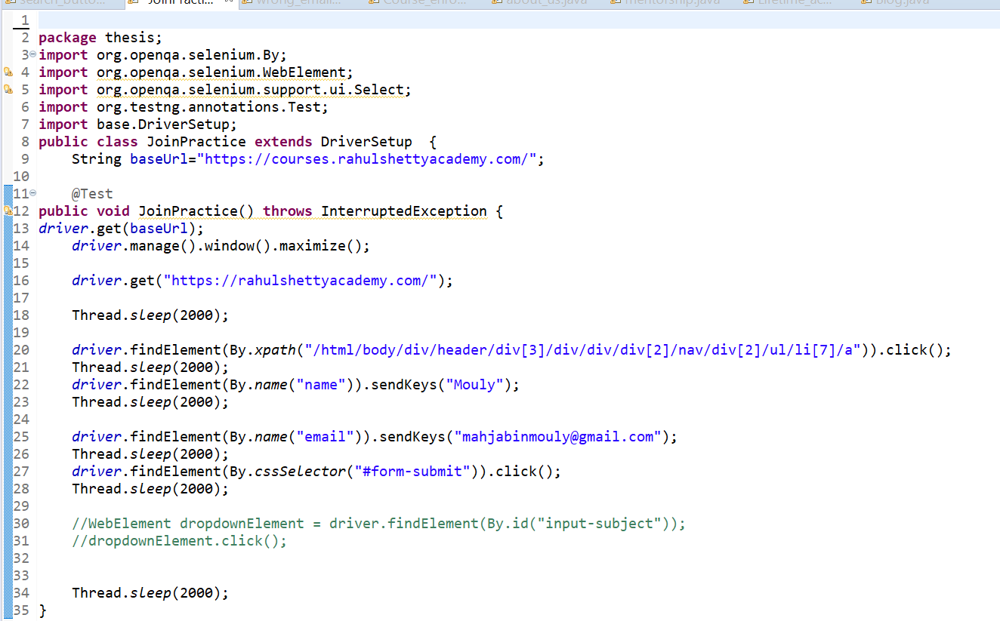 search_butto... JoinPracti... wrong_email... Course_enro... about_us.java mentorship.java Lifetime_ac... blog.java
1
2 package thesis;
3 import org.openqa.selenium.By;
4 import org.openqa.selenium.WebElement;
5 import org.openqa.selenium.support.ui.Select;
6 import org.testng.annotations.Test;
7 import base.DriverSetup;
8 public class JoinPractice extends DriverSetup  {
9     String baseUrl="https://courses.rahulshettyacademy.com/";
10
11     @Test
12 public void JoinPractice() throws InterruptedException {
13 driver.get(baseUrl);
14     driver.manage().window().maximize();
15
16     driver.get("https://rahulshettyacademy.com/");
17
18     Thread.sleep(2000);
19
20     driver.findElement(By.xpath("/html/body/div/header/div[3]/div/div/div[2]/nav/div[2]/ul/li[7]/a")).click();
21     Thread.sleep(2000);
22     driver.findElement(By.name("name")).sendKeys("Mouly");
23     Thread.sleep(2000);
24
25     driver.findElement(By.name("email")).sendKeys("mahjabinmouly@gmail.com");
26     Thread.sleep(2000);
27     driver.findElement(By.cssSelector("#form-submit")).click();
28     Thread.sleep(2000);
29
30     //WebElement dropdownElement = driver.findElement(By.id("input-subject"));
31     //dropdownElement.click();
32
33
34     Thread.sleep(2000);
35 }